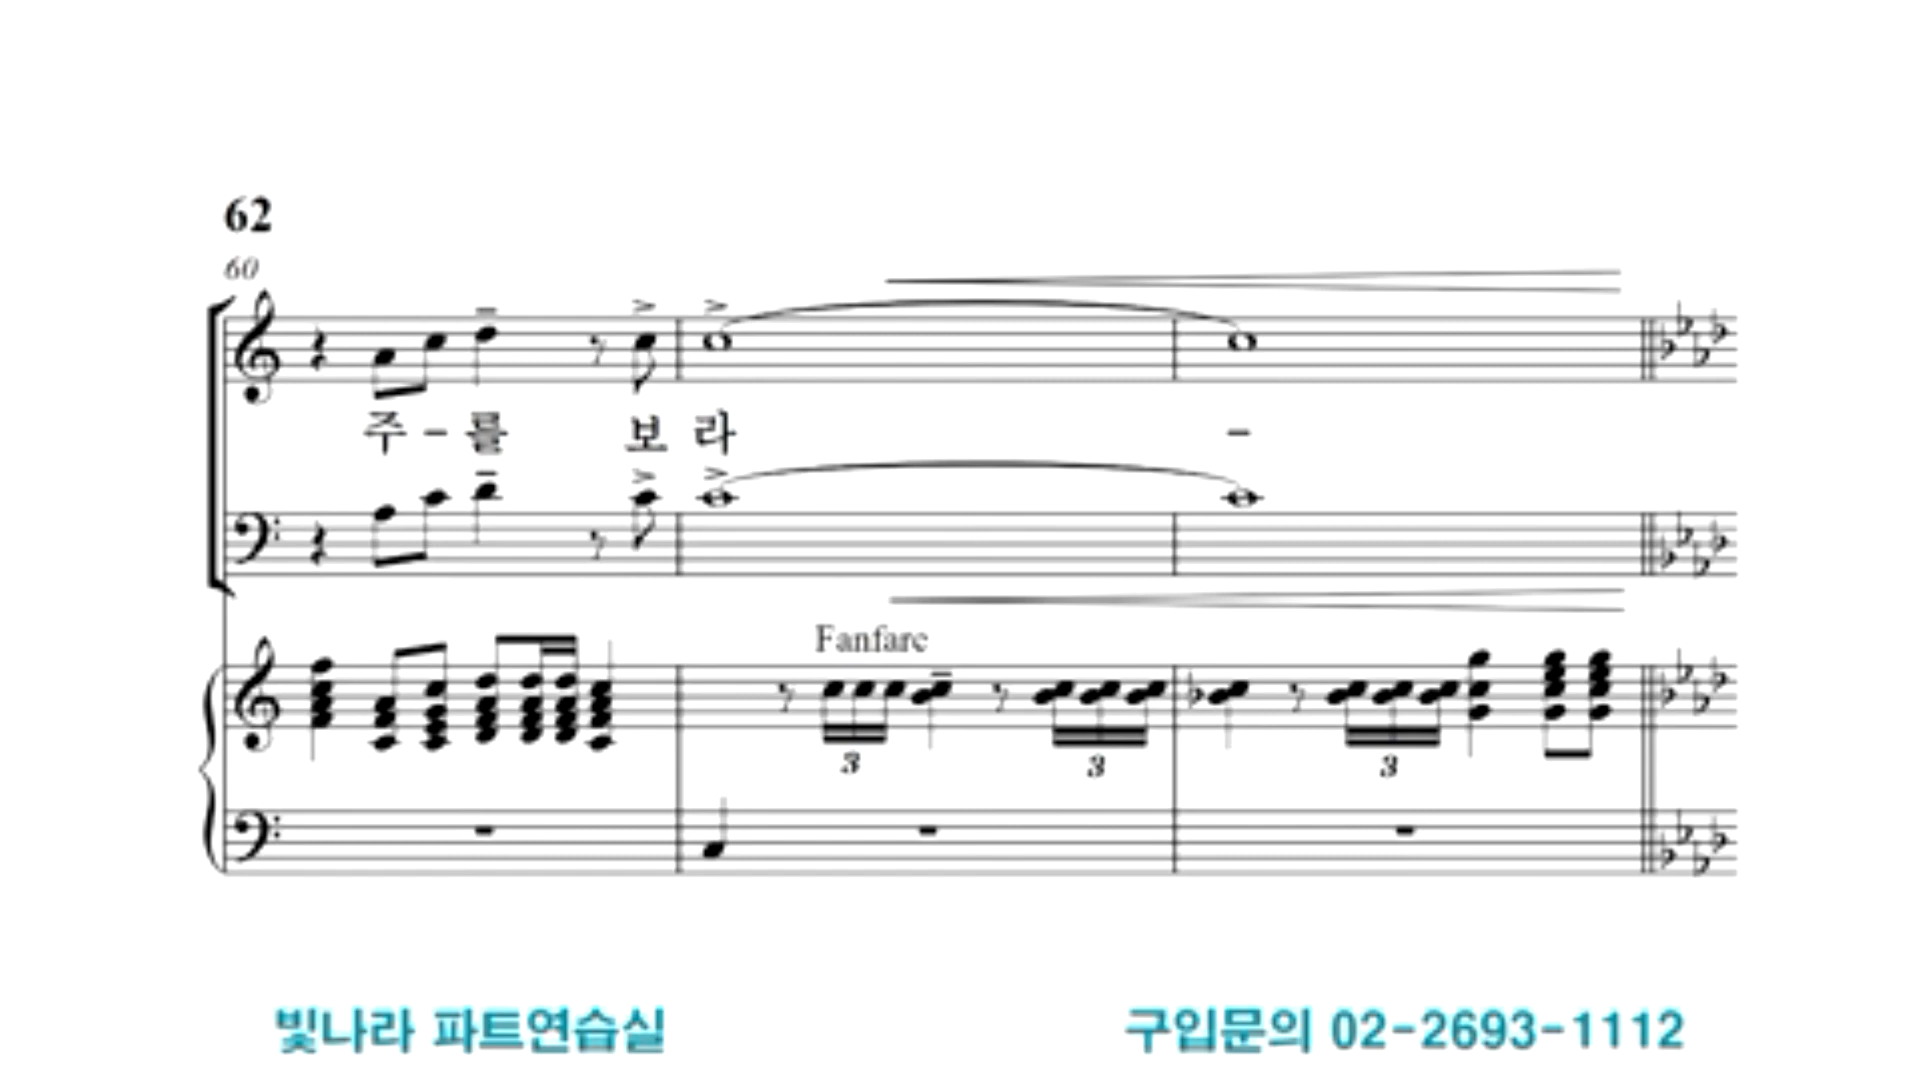 62
60
주 - 를 보 라 -
Fanfare
3 3 3
빛나라 파트연습실 구입문의 02-2693-1112